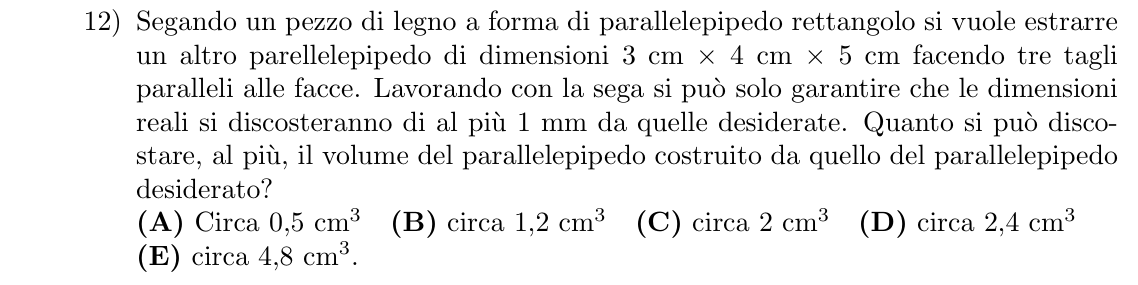 12) Segando un pezzo di legno a forma di parallelepipedo rettangolo si vuole estrarre
un altro parellelepipedo di dimensioni 3 cm × 4 cm × 5 cm facendo tre tagli
paralleli alle facce. Lavorando con la sega si può solo garantire che le dimensioni
reali si discosteranno di al più 1 mm da quelle desiderate. Quanto si può disco-
stare, al più, il volume del parallelepipedo costruito da quello del parallelepipedo
desiderato?
(A) Circa 0,5 cm³ (B) circa 1,2 cm³ (C) circa 2 cm³ (D) circa 2,4 cm³
(E) circa 4,8 cm³.